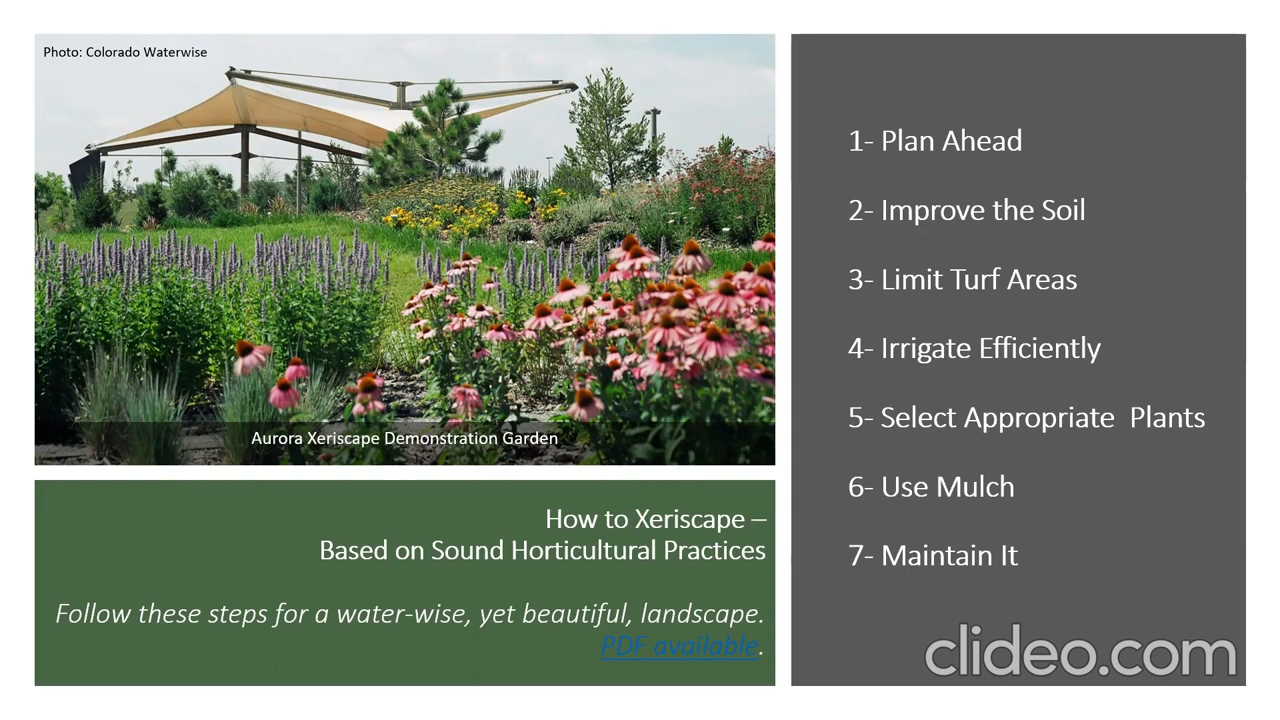 Photo: Colorado Waterwise
Aurora Xeriscape Demonstration Garden
How to Xeriscape –
Based on Sound Horticultural Practices
Follow these steps for a water-wise, yet beautiful, landscape.
PDF available.
1- Plan Ahead
2- Improve the Soil
3- Limit Turf Areas
4- Irrigate Efficiently
5- Select Appropriate  Plants
6- Use Mulch
7- Maintain It
clideo.com